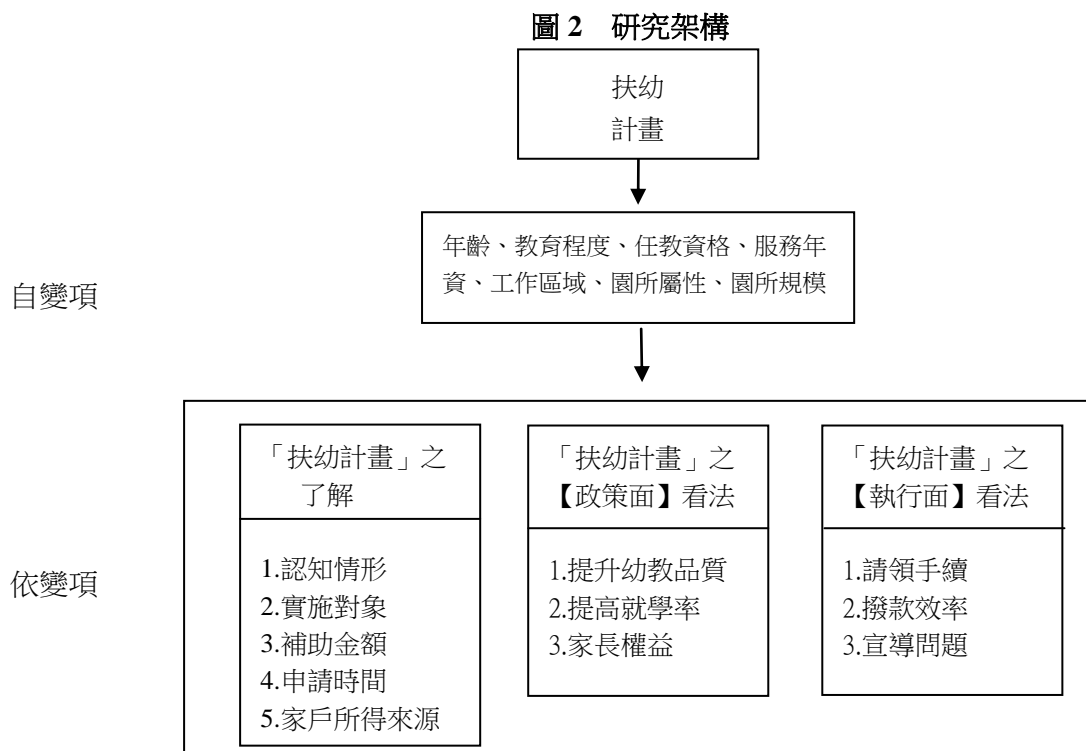 圖 2 研究架構
扶幼
計畫
年齡、教育程度、任教資格、服務年
資、工作區域、園所屬性、園所規模
自變項
「扶幼計畫」之
了解
1.認知情形
2.實施對象
3.補助金額
4.申請時間
5.家戶所得來源
「扶幼計畫」之
【政策面】看法
1.提升幼教品質
2.提高就學率
3.家長權益
「扶幼計畫」之
【執行面】看法
1.請領手續
2.撥款效率
3.宣導問題
依變項